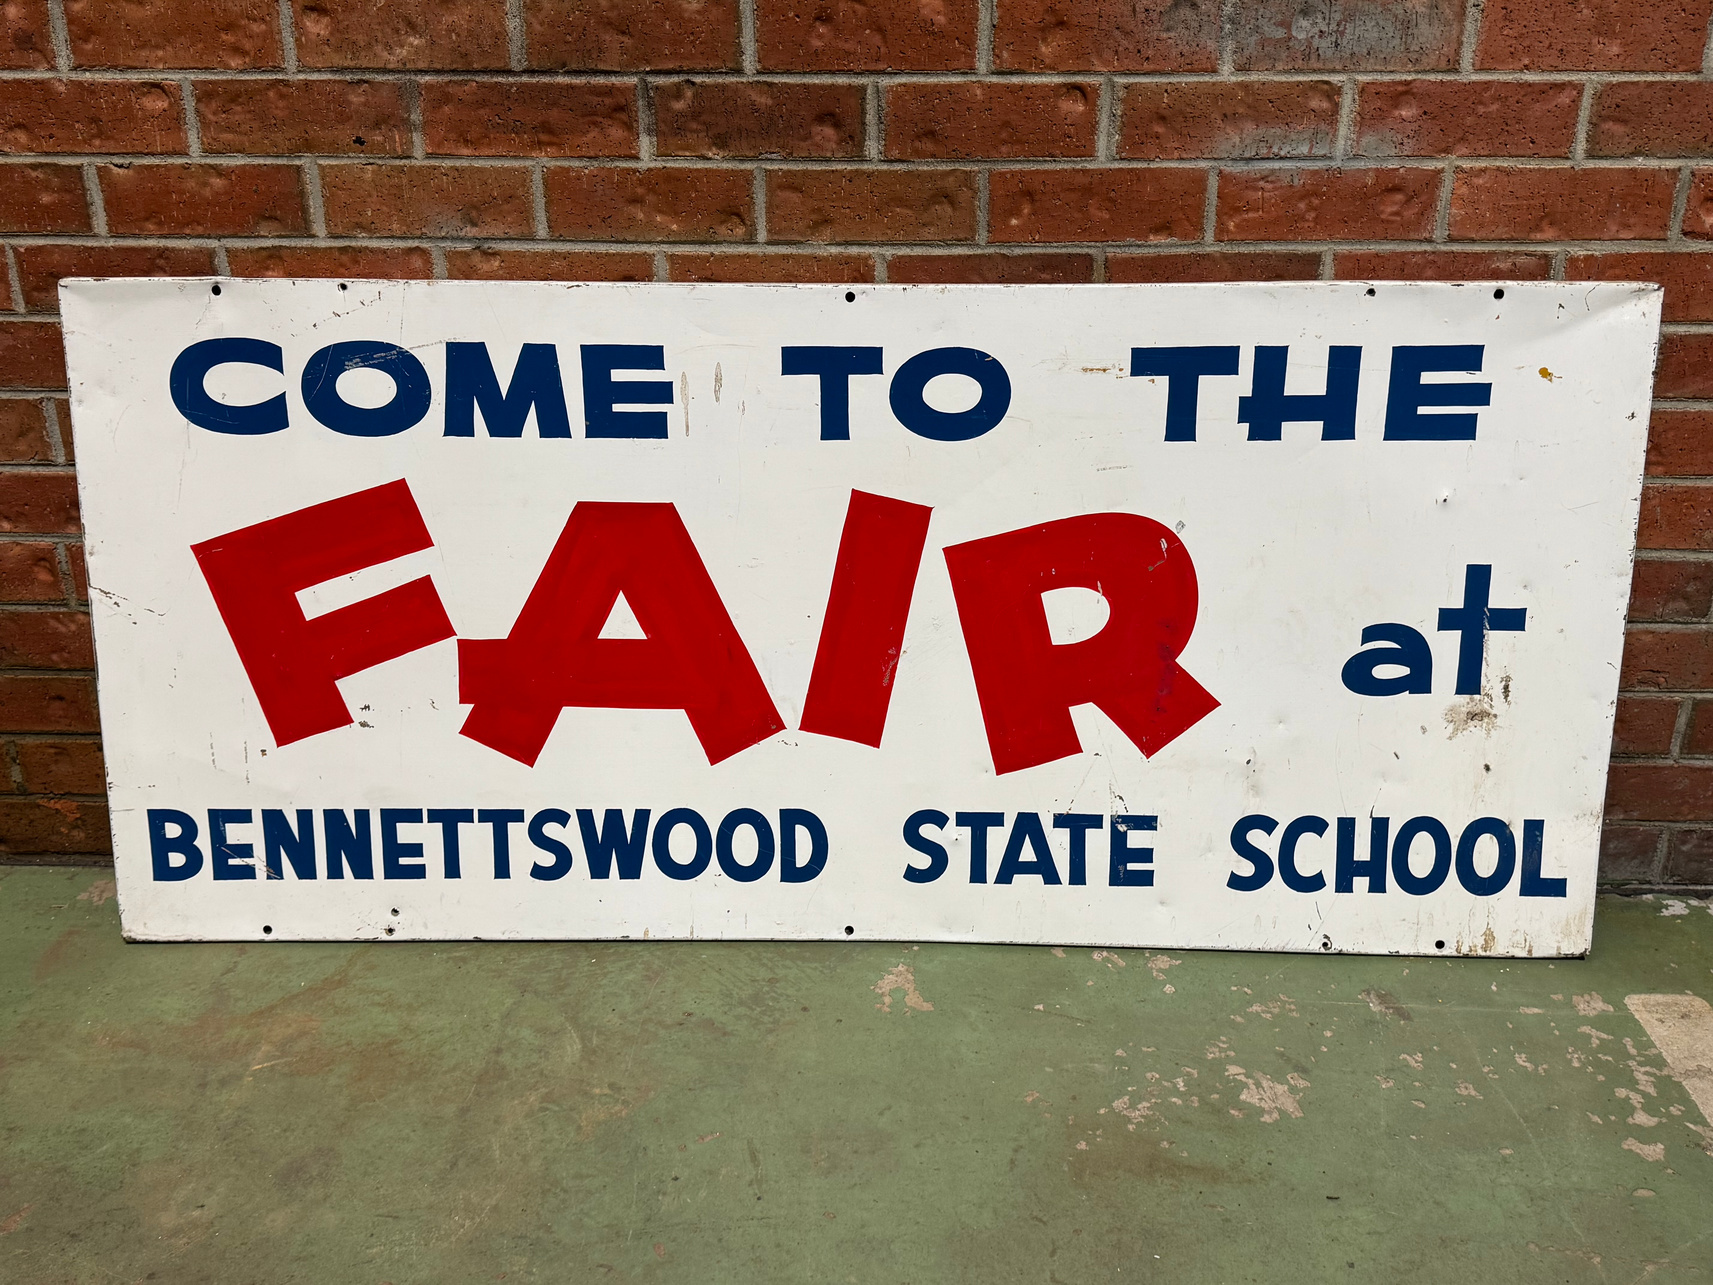 COME TO THE
FAIR at
BENNETTSWOOD STATE SCHOOL